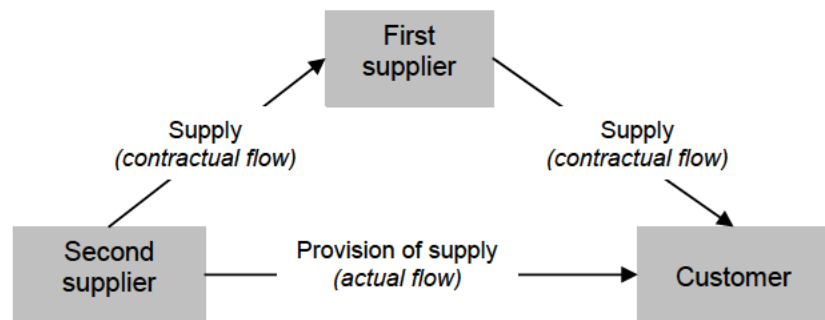 First
supplier
Supply
(contractual flow)
Supply
(contractual flow)
Second
supplier
Provision of supply
(actual flow)
Customer